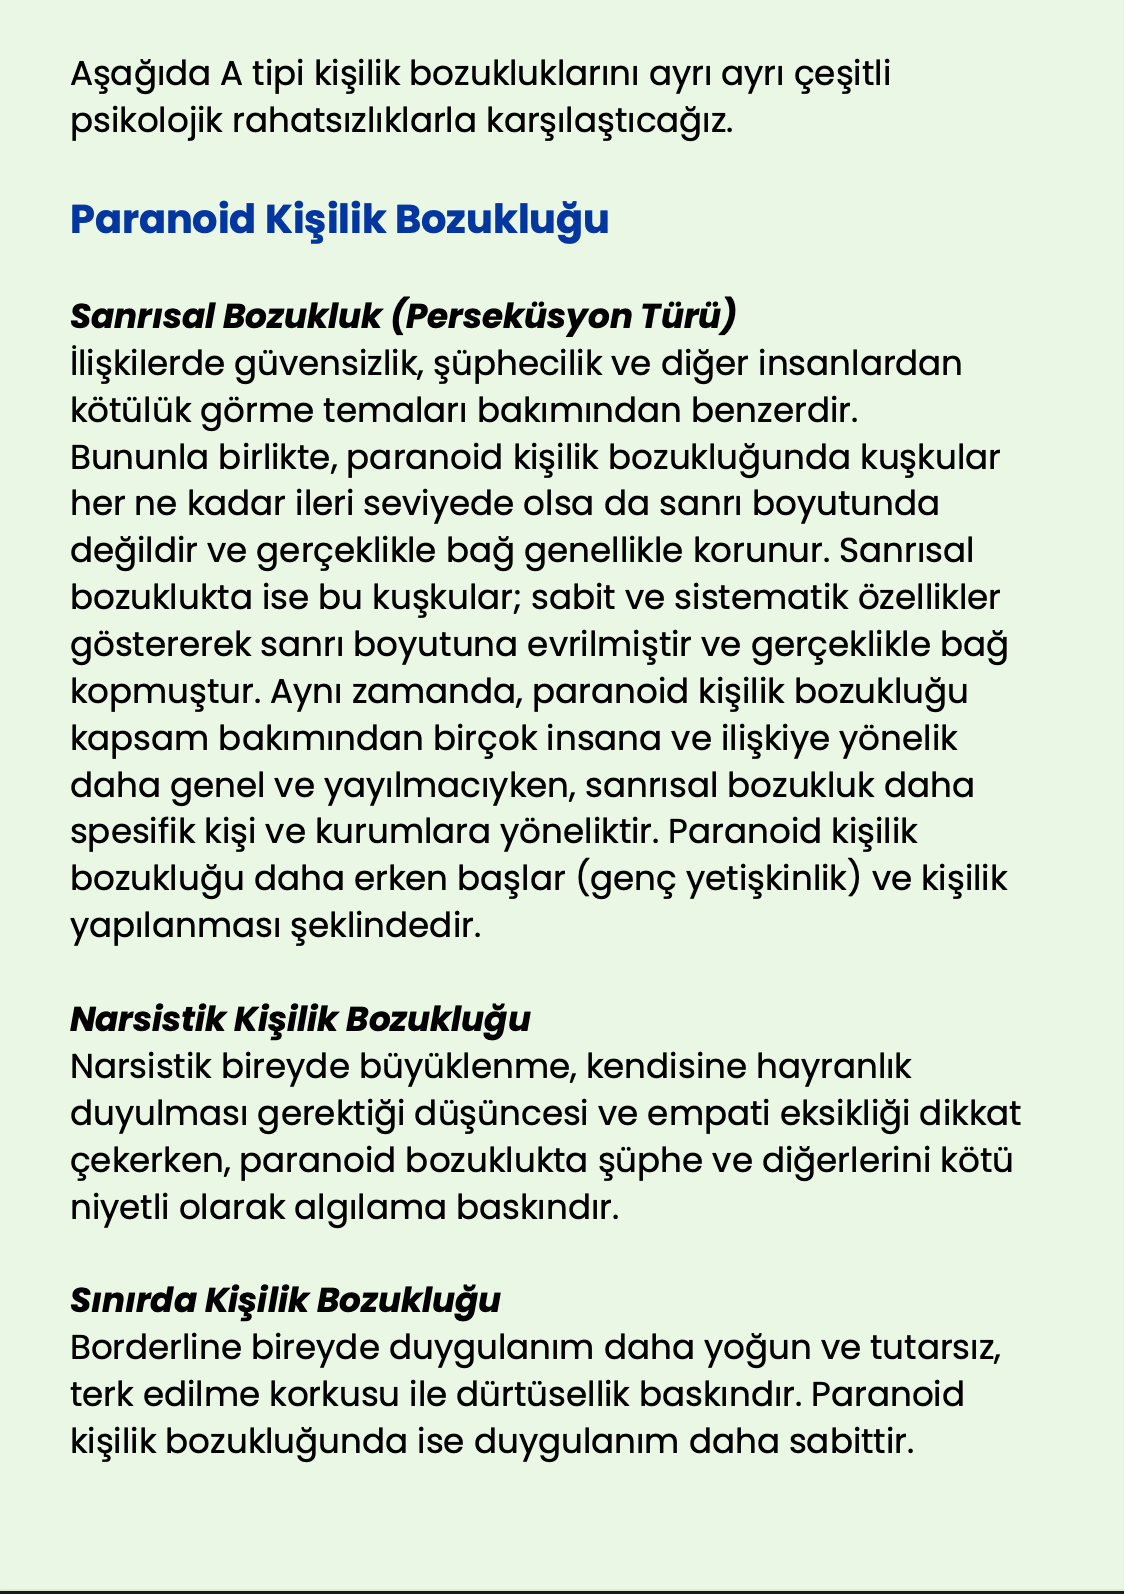 Aşağıda A tipi kişilik bozukluklarını ayrı ayrı çeşitli
psikolojik rahatsızlıklarla karşılaştıcağız.
Paranoid Kişilik Bozukluğu
Sanrısal Bozukluk (Perseküsyon Türü)
İlişkilerde güvensizlik, şüphecilik ve diğer insanlardan
kötülük görme temaları bakımından benzerdir.
Bununla birlikte, paranoid kişilik bozukluğunda kuşkular
her ne kadar ileri seviyede olsa da sanrı boyutunda
değildir ve gerçeklikle bağ genellikle korunur. Sanrısal
bozuklukta ise bu kuşkular; sabit ve sistematik özellikler
göstererek sanrı boyutuna evrilmiştir ve gerçeklikle bağ
kopmuştur. Aynı zamanda, paranoid kişilik bozukluğu
kapsam bakımından birçok insana ve ilişkiye yönelik
daha genel ve yayılmacıyken, sanrısal bozukluk daha
spesifik kişi ve kurumlara yöneliktir. Paranoid kişilik
bozukluğu daha erken başlar (genç yetişkinlik) ve kişilik
yapılanması şeklindedir.
Narsistik Kişilik Bozukluğu
Narsistik bireyde büyüklenme, kendisine hayranlık
duyulması gerektiği düşüncesi ve empati eksikliği dikkat
çekerken, paranoid bozuklukta şüphe ve diğerlerini kötü
niyetli olarak algılama baskındır.
Sınırda Kişilik Bozukluğu
Borderline bireyde duygulanım daha yoğun ve tutarsız,
terk edilme korkusu ile dürtüsellik baskındır. Paranoid
kişilik bozukluğunda ise duygulanım daha sabittir.